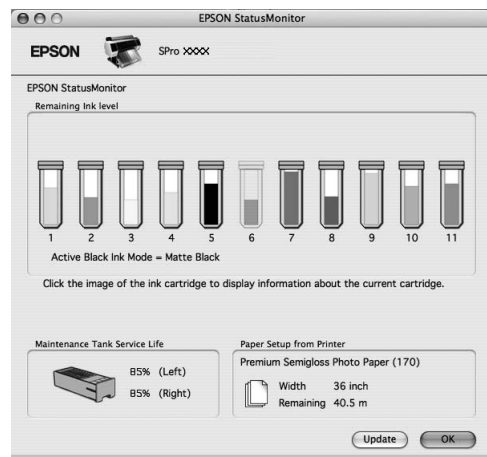 EPSON StatusMonitor
EPSON
SPro XXXX
EPSON StatusMonitor
Remaining Ink level
1 2 3 4 5 6 7 8 9 10 11
Active Black Ink Mode = Matte Black
Click the image of the ink cartridge to display information about the current cartridge.
Maintenance Tank Service Life
85% (Left)
85% (Right)
Paper Setup from Printer
Premium Semigloss Photo Paper (170)
Width 36 inch
Remaining 40.5 m
Update
OK